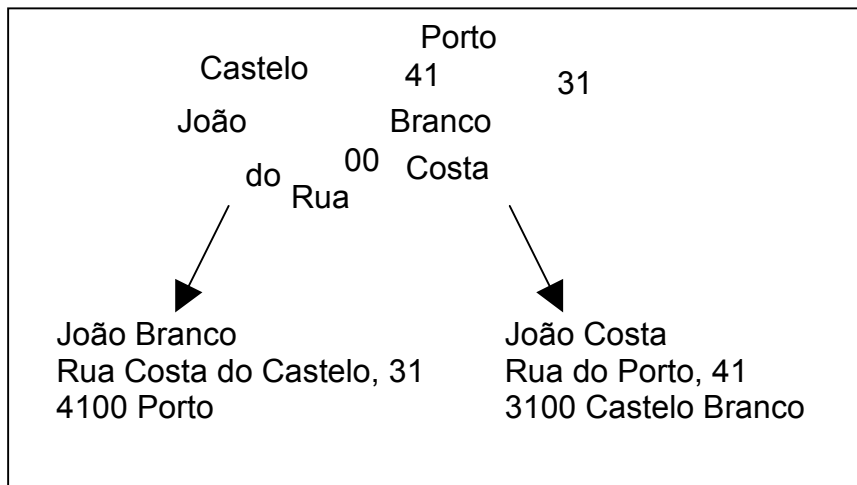 Porto
Castelo 41 31
João Branco
do Rua 00 Costa
João Branco
Rua Costa do Castelo, 31
4100 Porto
João Costa
Rua do Porto, 41
3100 Castelo Branco